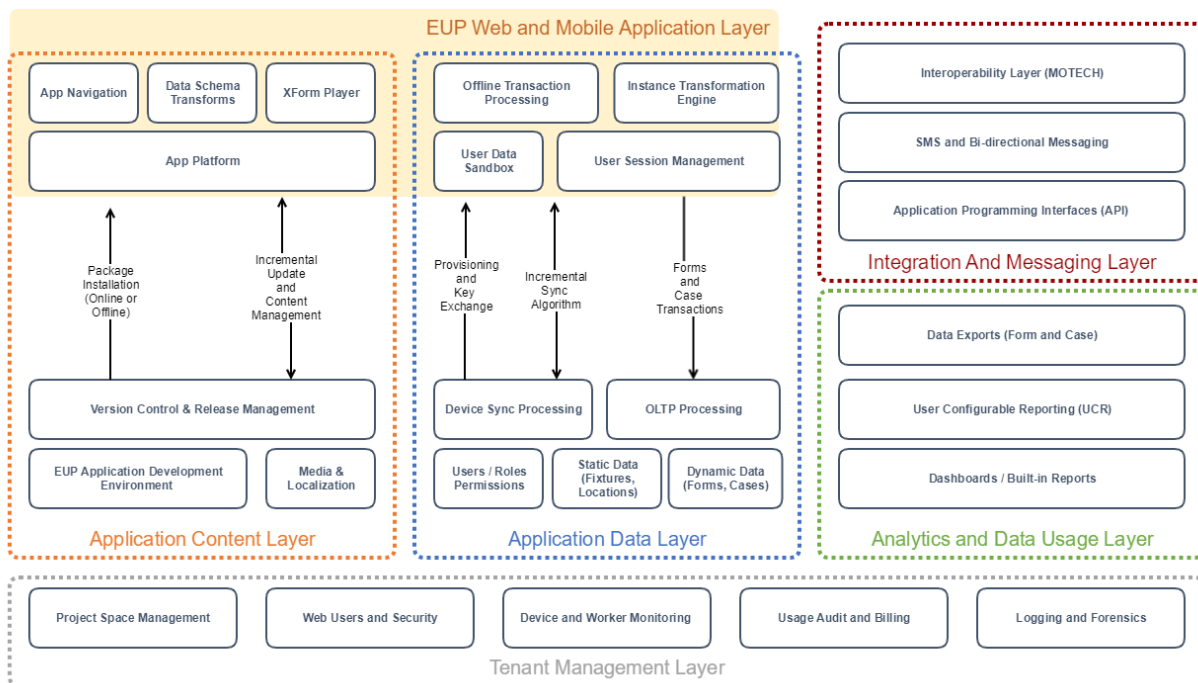 EUP Web and Mobile Application Layer
App Navigation
Data Schema
Transforms
XForm Player
App Platform
Package
Installation
(Online or
Offline)
Incremental
Update
and
Content
Management
Version Control & Release Management
EUP Application Development
Environment
Media &
Localization
Application Content Layer
Offline Transaction
Processing
Instance Transformation
Engine
User Data
Sandbox
User Session Management
Provisioning
and
Key
Exchange
Incremental
Sync
Algorithm
Forms
and
Case
Transactions
Device Sync Processing
OLTP Processing
Users / Roles
Permissions
Static Data
(Fixtures,
Locations)
Dynamic Data
(Forms, Cases)
Application Data Layer
Interoperability Layer (MOTECH)
SMS and Bi-directional Messaging
Application Programming Interfaces (API)
Integration And Messaging Layer
Data Exports (Form and Case)
User Configurable Reporting (UCR)
Dashboards / Built-in Reports
Analytics and Data Usage Layer
Project Space Management
Web Users and Security
Device and Worker Monitoring
Usage Audit and Billing
Logging and Forensics
Tenant Management Layer